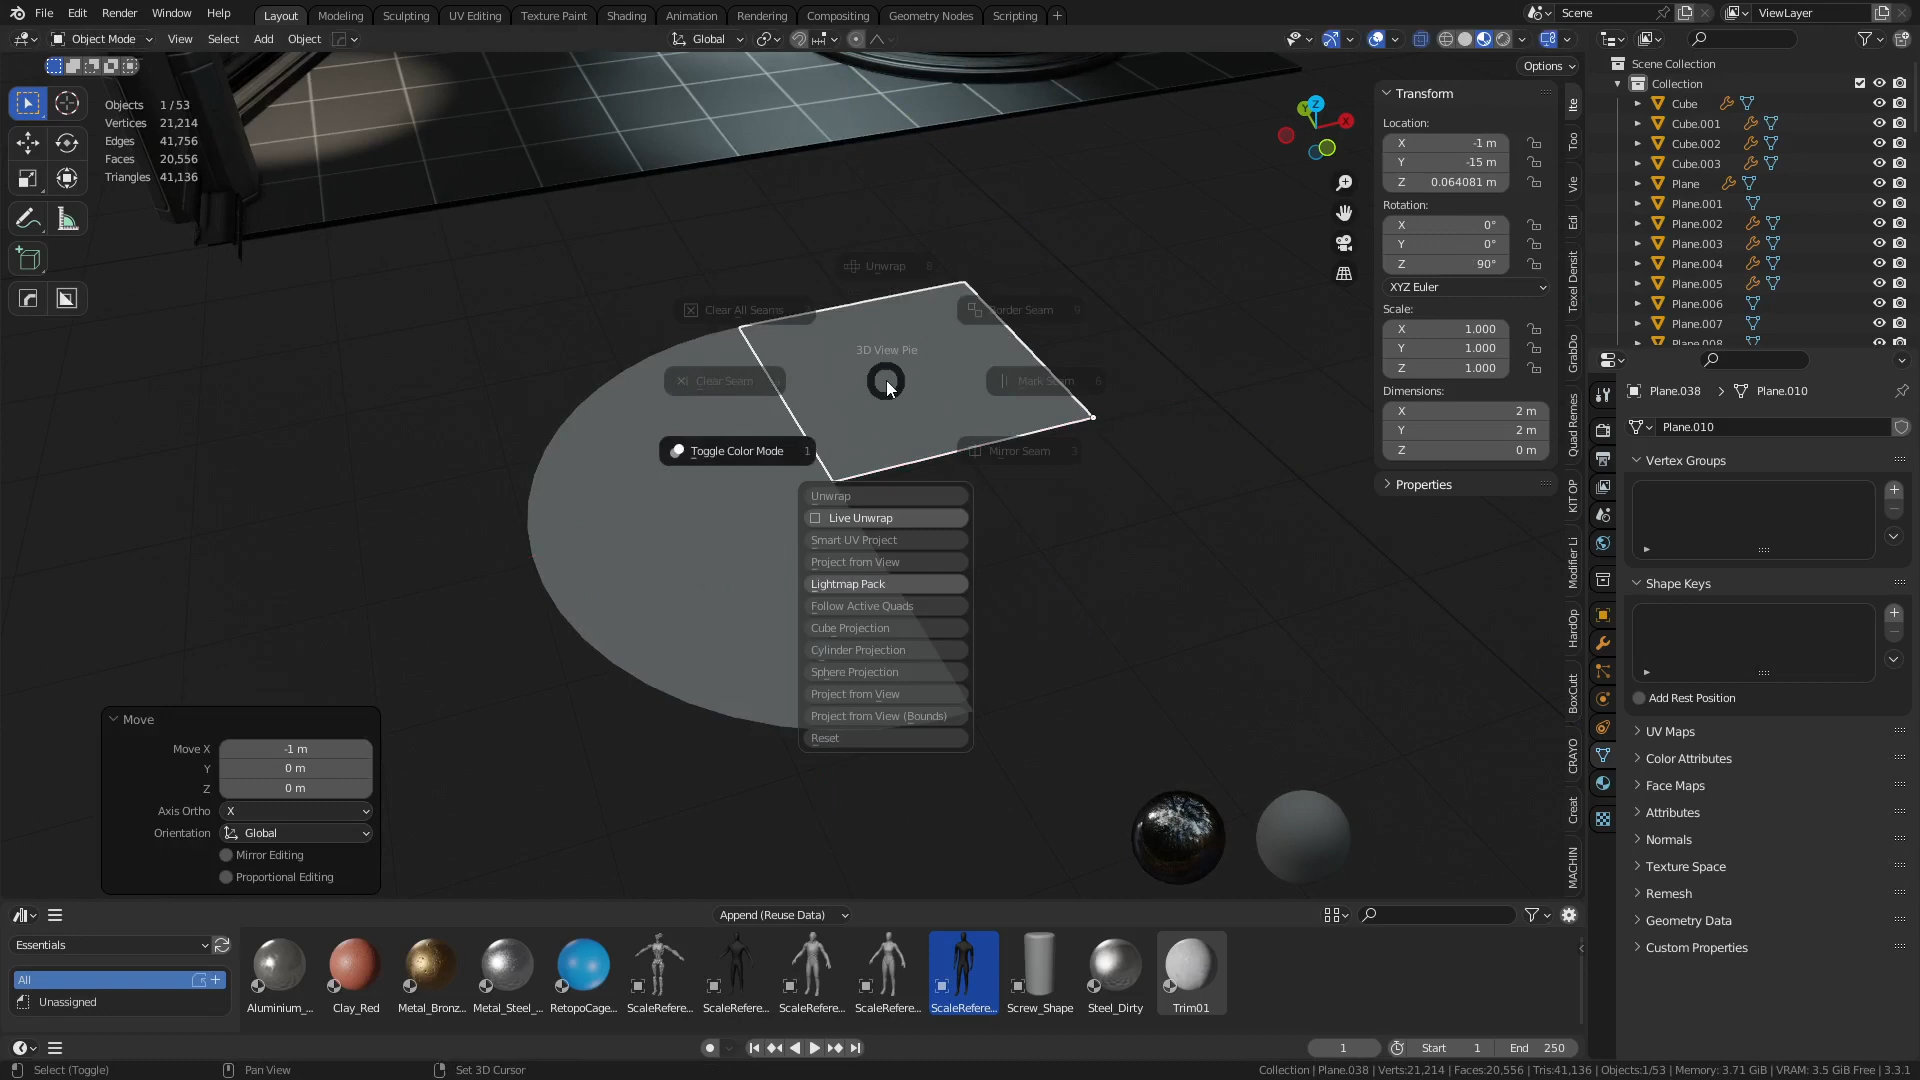 File Edit Render Window Help Layout Modeling Sculpting UV Editing Texture Paint Shading Animation Rendering Compositing Geometry Nodes Scripting + Scene ViewLayer
Object Mode View Select Add Object Global
Options
Objects 1 / 53
Vertices 21,214
Edges 41,756
Faces 20,556
Triangles 41,136
Unwrap 8
Clear All Seams
Border Seam 9
3D View Pie
Clear Seam
Mark Seam 6
Toggle Color Mode 1
Mirror Seam 3
Unwrap
Live Unwrap
Smart UV Project
Project from View
Lightmap Pack
Follow Active Quads
Cube Projection
Cylinder Projection
Sphere Projection
Project from View
Project from View (Bounds)
Reset
Z
Y
X
Transform
Location:
X -1 m
Y -15 m
Z 0.064081 m
Rotation:
X 0°
Y 0°
Z 90°
XYZ Euler
Scale:
X 1.000
Y 1.000
Z 1.000
Dimensions:
X 2 m
Y 2 m
Z 0 m
Properties
Ite
Too
Vie
Edi
Texel Densit
GrabDo
Quad Remes
KIT OP
Modifier Li
HardOp
BoxCutt
CRAYO
Creat
MACHIN
Scene Collection
Collection
Cube
Cube.001
Cube.002
Cube.003
Plane
Plane.001
Plane.002
Plane.003
Plane.004
Plane.005
Plane.006
Plane.007
Plane.008
Plane.038 > Plane.010
Plane.010
Vertex Groups
Shape Keys
Add Rest Position
UV Maps
Color Attributes
Face Maps
Attributes
Normals
Texture Space
Remesh
Geometry Data
Custom Properties
Move
Move X -1 m
Y 0 m
Z 0 m
Axis Ortho X
Orientation Global
Mirror Editing
Proportional Editing
Append (Reuse Data)
Essentials
All
Unassigned
Aluminium_... Clay_Red Metal_Bronz... Metal_Steel_... RetopoCage... ScaleRefere... ScaleRefere... ScaleRefere... ScaleRefere... ScaleRefere... Screw_Shape Steel_Dirty Trim01
1 Start 1 End 250
Select (Toggle) Pan View Set 3D Cursor Collection | Plane.038 | Verts:21,214 | Faces:20,556 | Tris:41,136 | Objects:1/53 | Memory: 3.71 GiB | VRAM: 3.5 GiB Free | 3.3.1